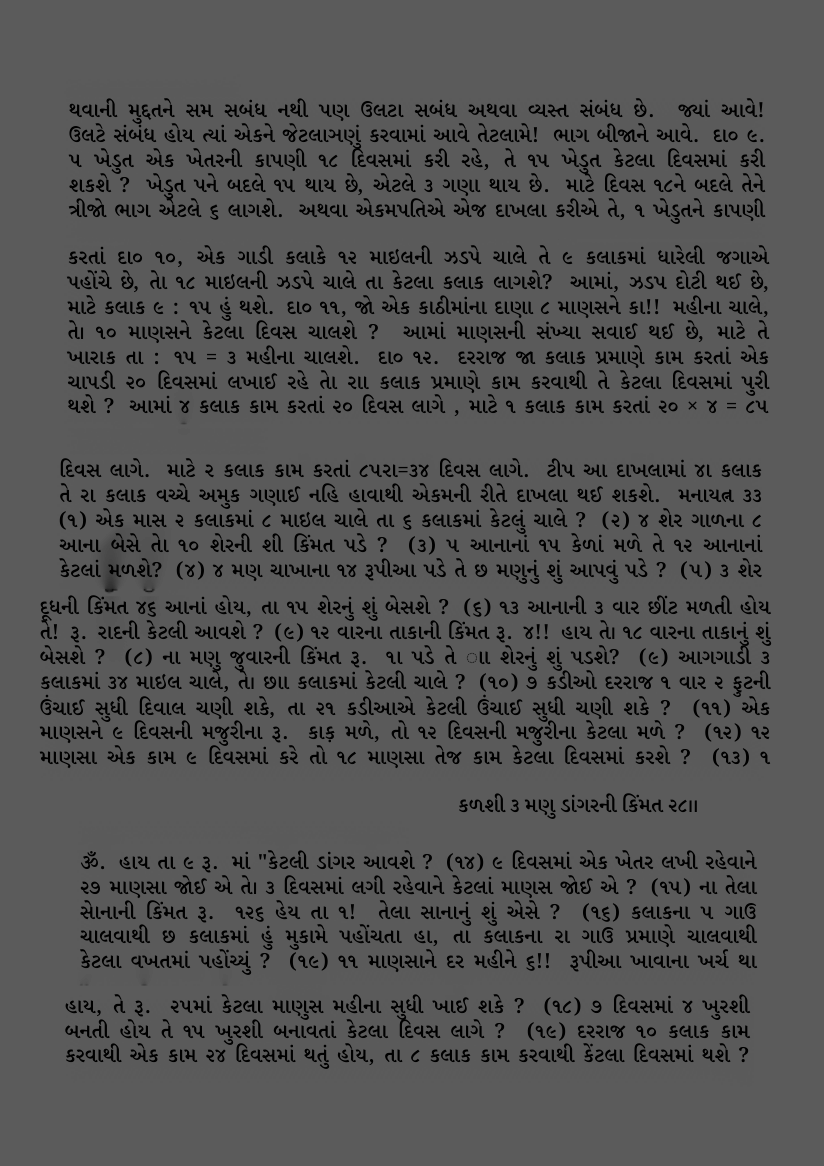 થવાની મુદ્દતને સમ સબંધ નથી પણ ઉલટા સબંધ અથવા વ્યસ્ત સંબંધ છે. જ્યાં આવે!
ઉલટે સંબંધ હોય ત્યાં એકને જેટલાઞણું કરવામાં આવે તેટલામે! ભાગ બીજાને આવે. દા૦ ૯.
૫ ખેડુત એક ખેતરની કાપણી ૧૮ દિવસમાં કરી રહે, તે ૧૫ ખેડુત કેટલા દિવસમાં કરી
શકશે ? ખેડુત ૫ને બદલે ૧૫ થાય છે, એટલે ૩ ગણા થાય છે. માટે દિવસ ૧૮ને બદલે તેને
ત્રીજો ભાગ એટલે ૬ લાગશે. અથવા એકમપતિએ એજ દાખલા કરીએ તે, ૧ ખેડુતને કાપણી
કરતાં દા૦ ૧૦, એક ગાડી કલાકે ૧૨ માઇલની ઝડપે ચાલે તે ૯ કલાકમાં ધારેલી જગાએ
પહોંચે છે, તેા ૧૮ માઇલની ઝડપે ચાલે તા કેટલા કલાક લાગશે? આમાં, ઝડપ દોટી થઈ છે,
માટે કલાક ૯ : ૧૫ હું થશે. દા૦ ૧૧, જો એક કાઠીમાંના દાણા ૮ માણસને કા!! મહીના ચાલે,
તેા ૧૦ માણસને કેટલા દિવસ ચાલશે ? આમાં માણસની સંખ્યા સવાઈ થઈ છે, માટે તે
ખારાક તા : ૧૫ = ૩ મહીના ચાલશે. દા૦ ૧૨. દરરાજ જા કલાક પ્રમાણે કામ કરતાં એક
ચાપડી ૨૦ દિવસમાં લખાઈ રહે તેા રાા કલાક પ્રમાણે કામ કરવાથી તે કેટલા દિવસમાં પુરી
થશે ? આમાં ૪ કલાક કામ કરતાં ૨૦ દિવસ લાગે , માટે ૧ કલાક કામ કરતાં ૨૦ × ૪ = ૮૫
દિવસ લાગે. માટે ૨ કલાક કામ કરતાં ૮૫રા=૩૪ દિવસ લાગે. ટીપ આ દાખલામાં ૪ા કલાક
તે રા કલાક વચ્ચે અમુક ગણાઈ નહિ હાવાથી એકમની રીતે દાખલા થઈ શકશે. મનાયત્ન ૩૩
(૧) એક માસ ૨ કલાકમાં ૮ માઇલ ચાલે તા ૬ કલાકમાં કેટલું ચાલે ? (૨) ૪ શેર ગાળના ૮
આના બેસે તેા ૧૦ શેરની શી કિંમત પડે ? (૩) ૫ આનાનાં ૧૫ કેળાં મળે તે ૧૨ આનાનાં
કેટલાં મળશે? (૪) ૪ મણ ચાખાના ૧૪ રૂપીઆ પડે તે છ મણુનું શું આપવું પડે ? (૫) ૩ શેર
દૂધની કિંમત ૪૬ આનાં હોય, તા ૧૫ શેરનું શું બેસશે ? (૬) ૧૩ આનાની ૩ વાર છીંટ મળતી હોય
તે! રૂ. રાદની કેટલી આવશે ? (૯) ૧૨ વારના તાકાની કિંમત રૂ. ૪!! હાય તેા ૧૮ વારના તાકાનું શું
બેસશે ? (૮) ના મણુ જુવારની કિંમત રૂ. ૧ા પડે તે ાા શેરનું શું પડશે? (૯) આગગાડી ૩
કલાકમાં ૩૪ માઇલ ચાલે, તેા છાા કલાકમાં કેટલી ચાલે ? (૧૦) ૭ કડીઓ દરરાજ ૧ વાર ૨ ફુટની
ઉંચાઈ સુધી દિવાલ ચણી શકે, તા ૨૧ કડીઆએ કેટલી ઉંચાઈ સુધી ચણી શકે ? (૧૧) એક
માણસને ૯ દિવસની મજુરીના રૂ. કાક઼ મળે, તો ૧૨ દિવસની મજુરીના કેટલા મળે ? (૧૨) ૧૨
માણસા એક કામ ૯ દિવસમાં કરે તો ૧૮ માણસા તેજ કામ કેટલા દિવસમાં કરશે ? (૧૩) ૧
કળશી ૩ મણુ ડાંગરની કિંમત ૨૮ાા
ૐ. હાય તા ૯ રૂ. માં "કેટલી ડાંગર આવશે ? (૧૪) ૯ દિવસમાં એક ખેતર લખી રહેવાને
૨૭ માણસા જોઈ એ તેા ૩ દિવસમાં લગી રહેવાને કેટલાં માણસ જોઈ એ ? (૧૫) ના તેલા
સેાનાની કિંમત રૂ. ૧૨૬ હેય તા ૧! તેલા સાનાનું શું એસે ? (૧૬) કલાકના ૫ ગાઉ
ચાલવાથી છ કલાકમાં હું મુકામે પહોંચતા હા, તા કલાકના રા ગાઉ પ્રમાણે ચાલવાથી
કેટલા વખતમાં પહોંચ્યું ? (૧૯) ૧૧ માણસાને દર મહીને ૬!! રૂપીઆ ખાવાના ખર્ચ થા
હાય, તે રૂ. ૨૫માં કેટલા માણુસ મહીના સુધી ખાઈ શકે ? (૧૮) ૭ દિવસમાં ૪ ખુરશી
બનતી હોય તે ૧૫ ખુરશી બનાવતાં કેટલા દિવસ લાગે ? (૧૯) દરરાજ ૧૦ કલાક કામ
કરવાથી એક કામ ૨૪ દિવસમાં થતું હોય, તા ૮ કલાક કામ કરવાથી કેંટલા દિવસમાં થશે ?